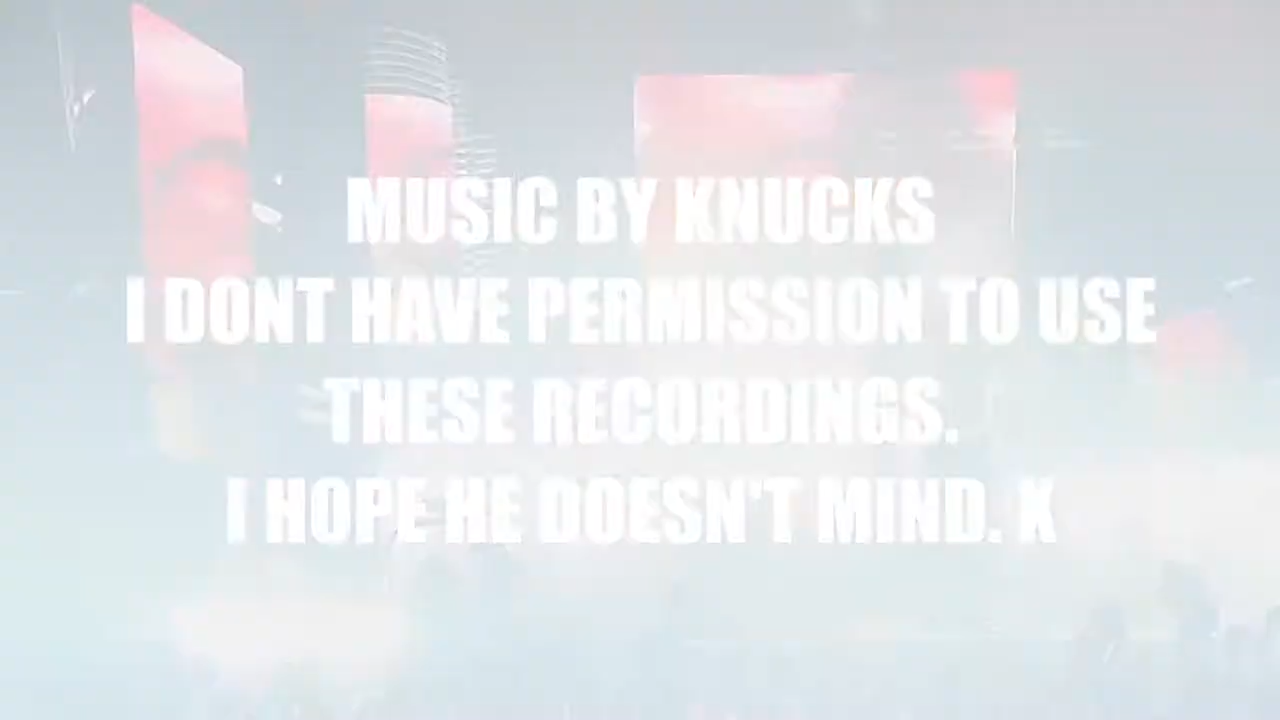 MUSIC BY KNUCKS
I DONT HAVE PERMISSION TO USE
THESE RECORDINGS.
I HOPE HE DOESN'T MIND. X